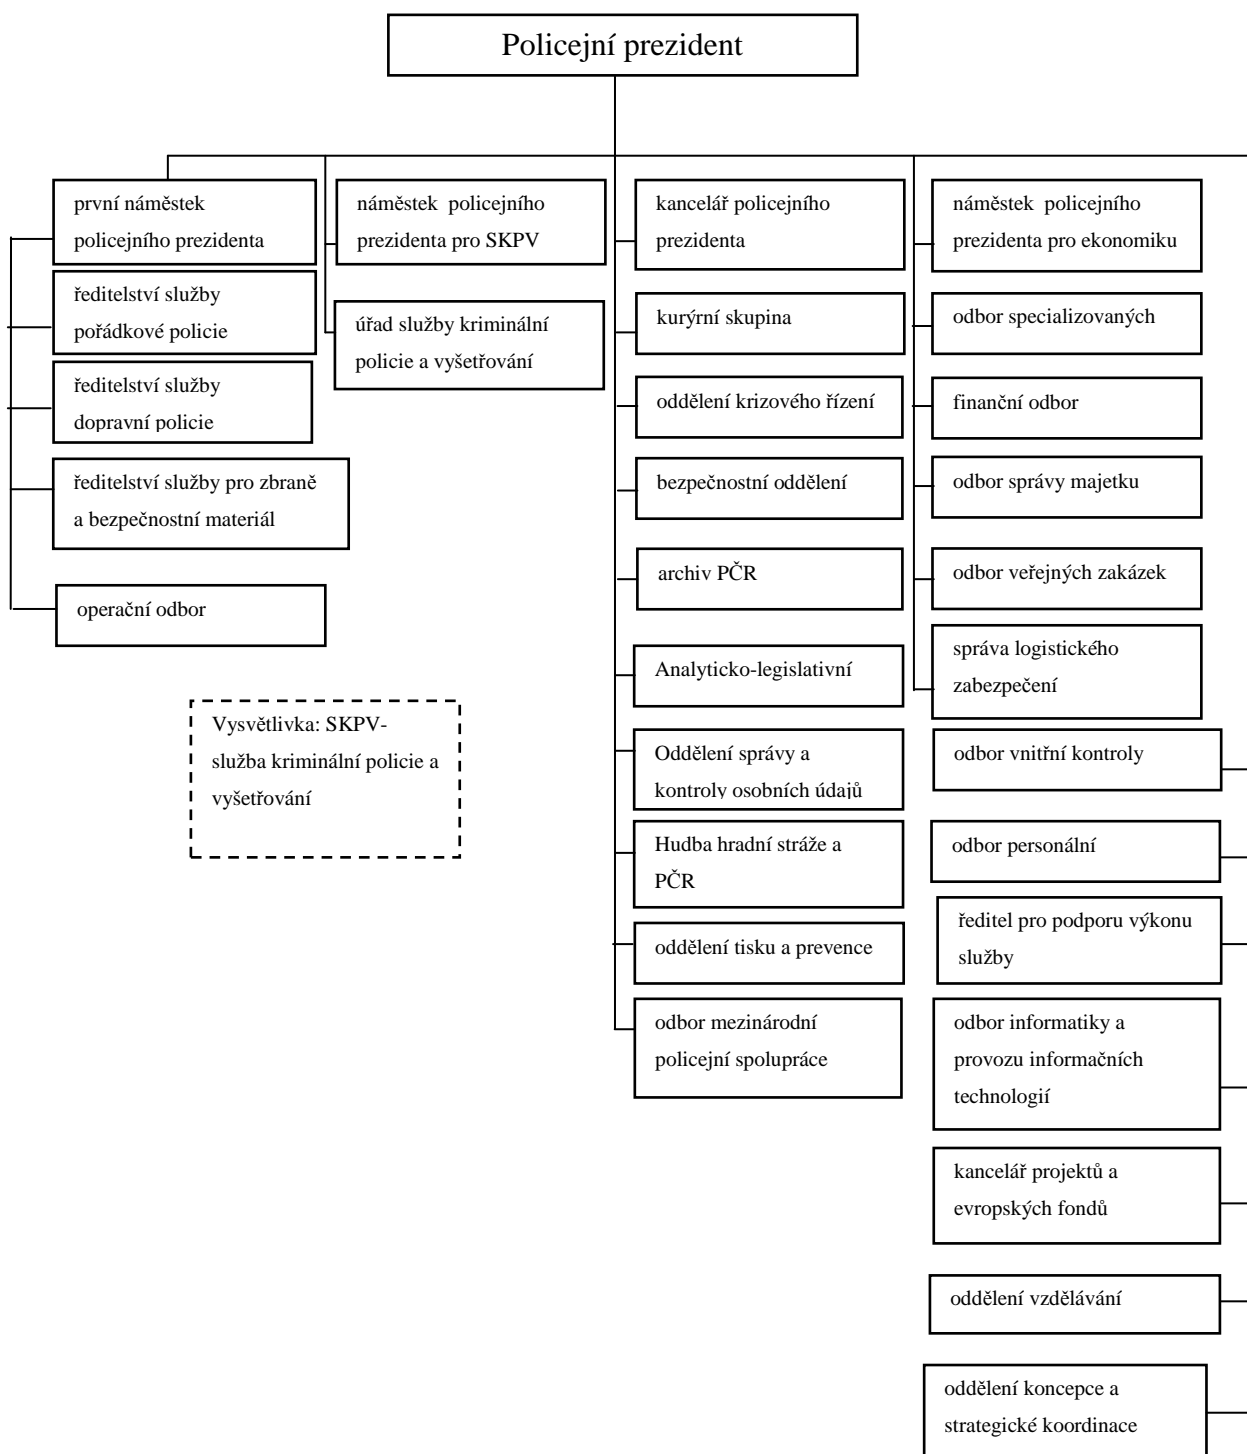 Policejní prezident
první náměstek
policejního prezidenta
ředitelství služby
pořádkové policie
ředitelství služby
dopravní policie
ředitelství služby pro zbraně
a bezpečnostní materiál
operační odbor
náměstek policejního
prezidenta pro SKPV
úřad služby kriminální
policie a vyšetřování
Vysvětlivka: SKPV-
služba kriminální policie a
vyšetřování
kancelář policejního
prezidenta
kurýrní skupina
oddělení krizového řízení
bezpečnostní oddělení
archiv PČR
Analyticko-legislativní
Oddělení správy a
kontroly osobních údajů
Hudba hradní stráže a
PČR
oddělení tisku a prevence
odbor mezinárodní
policejní spolupráce
náměstek policejního
prezidenta pro ekonomiku
odbor specializovaných
finanční odbor
odbor správy majetku
odbor veřejných zakázek
správa logistického
zabezpečení
odbor vnitřní kontroly
odbor personální
ředitel pro podporu výkonu
služby
odbor informatiky a
provozu informačních
technologií
kancelář projektů a
evropských fondů
oddělení vzdělávání
oddělení koncepce a
strategické koordinace